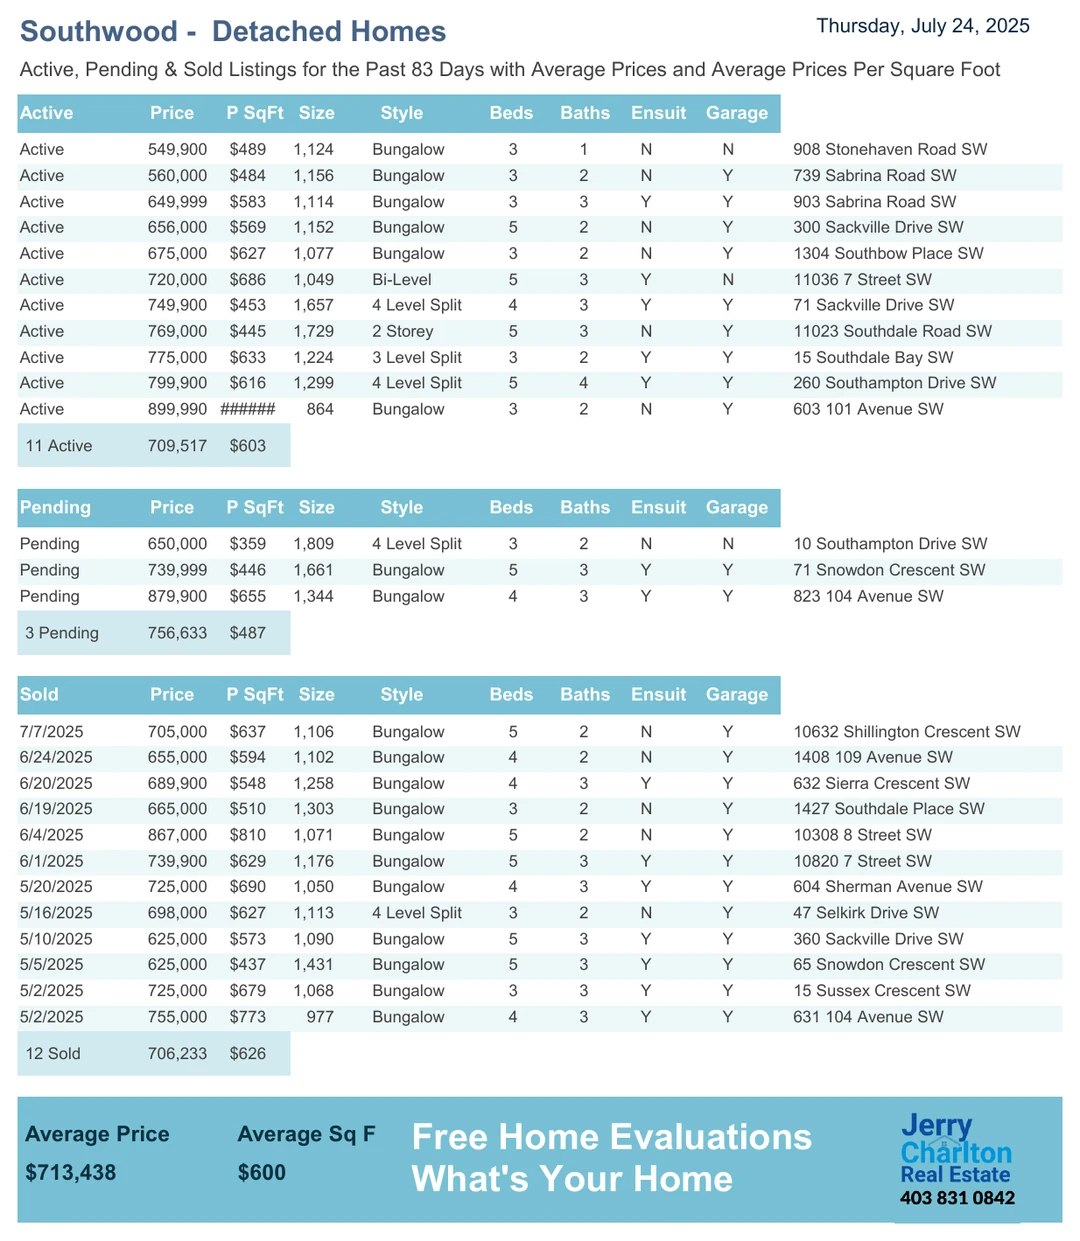 Southwood -  Detached Homes
Thursday, July 24, 2025
Active, Pending & Sold Listings for the Past 83 Days with Average Prices and Average Prices Per Square Foot
Active Price P SqFt Size Style Beds Baths Ensuit Garage
Active 549,900 $489 1,124 Bungalow 3 1 N N 908 Stonehaven Road SW
Active 560,000 $484 1,156 Bungalow 3 2 N Y 739 Sabrina Road SW
Active 649,999 $583 1,114 Bungalow 3 3 Y Y 903 Sabrina Road SW
Active 656,000 $569 1,152 Bungalow 5 2 N Y 300 Sackville Drive SW
Active 675,000 $627 1,077 Bungalow 3 2 N Y 1304 Southbow Place SW
Active 720,000 $686 1,049 Bi-Level 5 3 Y N 11036 7 Street SW
Active 749,900 $453 1,657 4 Level Split 4 3 Y Y 71 Sackville Drive SW
Active 769,000 $445 1,729 2 Storey 5 3 N Y 11023 Southdale Road SW
Active 775,000 $633 1,224 3 Level Split 3 2 Y Y 15 Southdale Bay SW
Active 799,900 $616 1,299 4 Level Split 5 4 Y Y 260 Southampton Drive SW
Active 899,990 ###### 864 Bungalow 3 2 N Y 603 101 Avenue SW
11 Active 709,517 $603
Pending Price P SqFt Size Style Beds Baths Ensuit Garage
Pending 650,000 $359 1,809 4 Level Split 3 2 N N 10 Southampton Drive SW
Pending 739,999 $446 1,661 Bungalow 5 3 Y Y 71 Snowdon Crescent SW
Pending 879,900 $655 1,344 Bungalow 4 3 Y Y 823 104 Avenue SW
3 Pending 756,633 $487
Sold Price P SqFt Size Style Beds Baths Ensuit Garage
7/7/2025 705,000 $637 1,106 Bungalow 5 2 N Y 10632 Shillington Crescent SW
6/24/2025 655,000 $594 1,102 Bungalow 4 2 N Y 1408 109 Avenue SW
6/20/2025 689,900 $548 1,258 Bungalow 4 3 Y Y 632 Sierra Crescent SW
6/19/2025 665,000 $510 1,303 Bungalow 3 2 N Y 1427 Southdale Place SW
6/4/2025 867,000 $810 1,071 Bungalow 5 2 N Y 10308 8 Street SW
6/1/2025 739,900 $629 1,176 Bungalow 5 3 Y Y 10820 7 Street SW
5/20/2025 725,000 $690 1,050 Bungalow 4 3 Y Y 604 Sherman Avenue SW
5/16/2025 698,000 $627 1,113 4 Level Split 3 2 N Y 47 Selkirk Drive SW
5/10/2025 625,000 $573 1,090 Bungalow 5 3 Y Y 360 Sackville Drive SW
5/5/2025 625,000 $437 1,431 Bungalow 5 3 Y Y 65 Snowdon Crescent SW
5/2/2025 725,000 $679 1,068 Bungalow 3 3 Y Y 15 Sussex Crescent SW
5/2/2025 755,000 $773 977 Bungalow 4 3 Y Y 631 104 Avenue SW
12 Sold 706,233 $626
Average Price Average Sq F
$713,438 $600
Free Home Evaluations
What's Your Home
Jerry
Charlton
Real Estate
403 831 0842